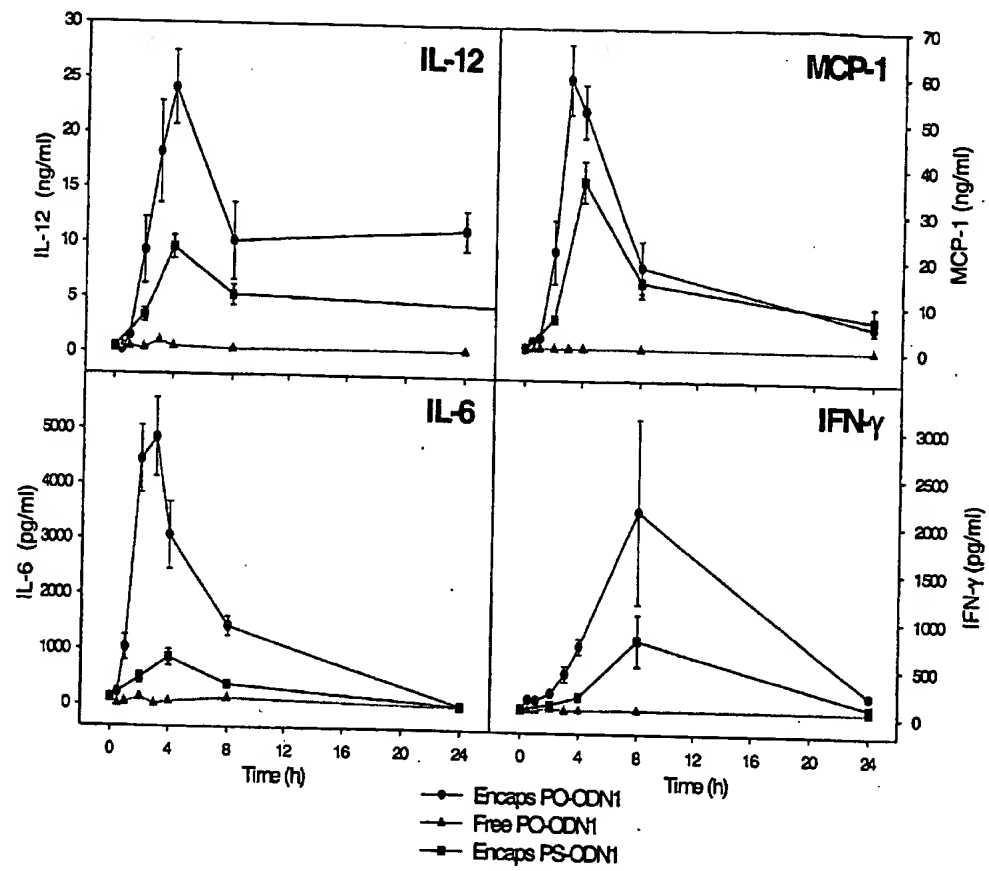 IL-12
IL-12 (ng/ml)
30
25
20
15
10
5
0
MCP-1
MCP-1 (ng/ml)
70
60
50
40
30
20
10
0
IL-6
IL-6 (pg/ml)
5000
4000
3000
2000
1000
0
IFN-γ
IFN-γ (pg/ml)
3000
2500
2000
1500
1000
500
0
0 4 8 12 16 20 24
Time (h)
0 4 8 12 16 20 24
Time (h)
Encaps PO-ODN1
Free PO-ODN1
Encaps PS-ODN1